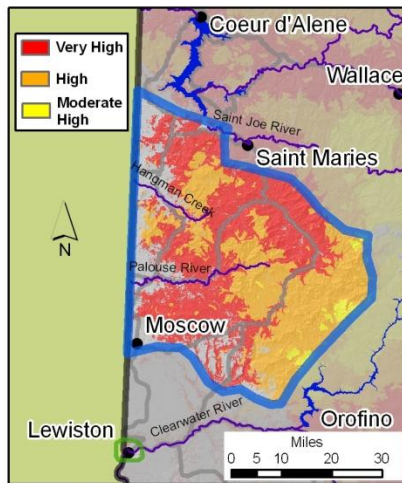 Very High
High
Moderate
High
Coeur d'Alene
Wallace
Saint Joe River
Saint Maries
Hangman Creek
N
Palouse River
Moscow
Clearwater River
Orofino
Lewiston
Miles
0 5 10 20 30